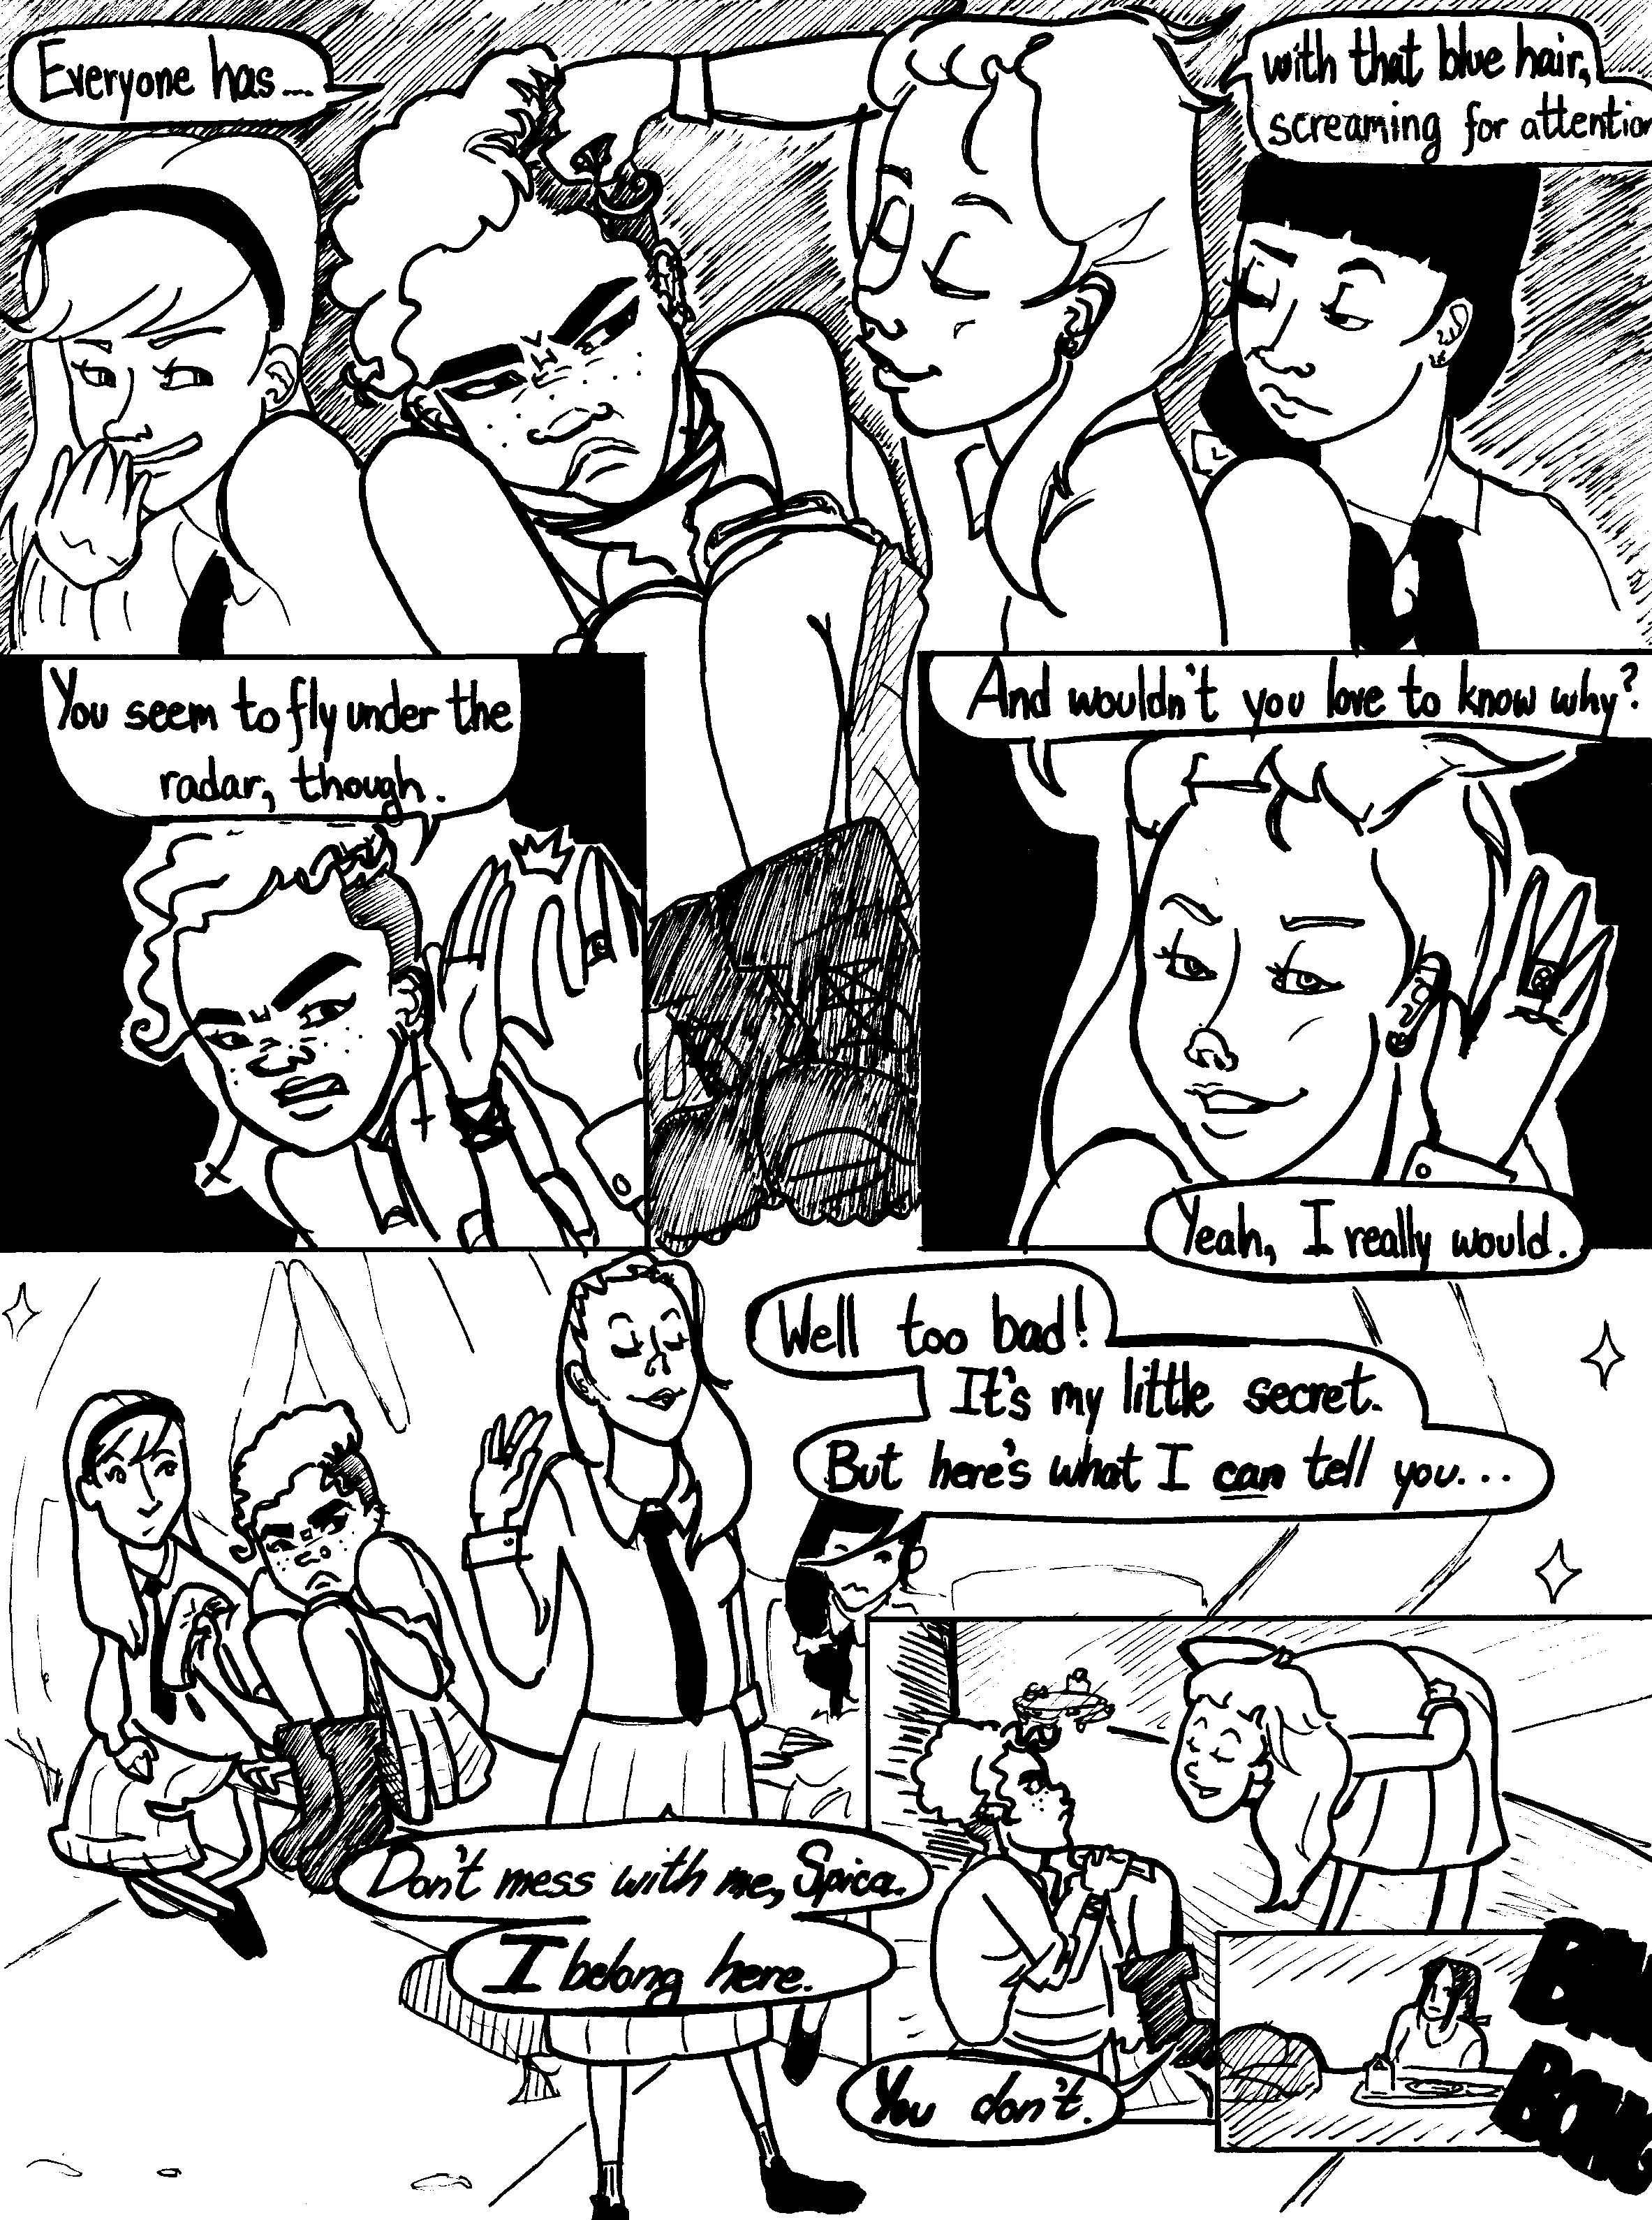 Everyone has...
with that blue hair,
screaming for attention
You seem to fly under the
radar, though.
And wouldn't you love to know why?
Yeah, I really would.
Well too bad!
It's my little secret.
But here's what I can tell you...
Don't mess with me, Spica.
I belong here.
You don't.